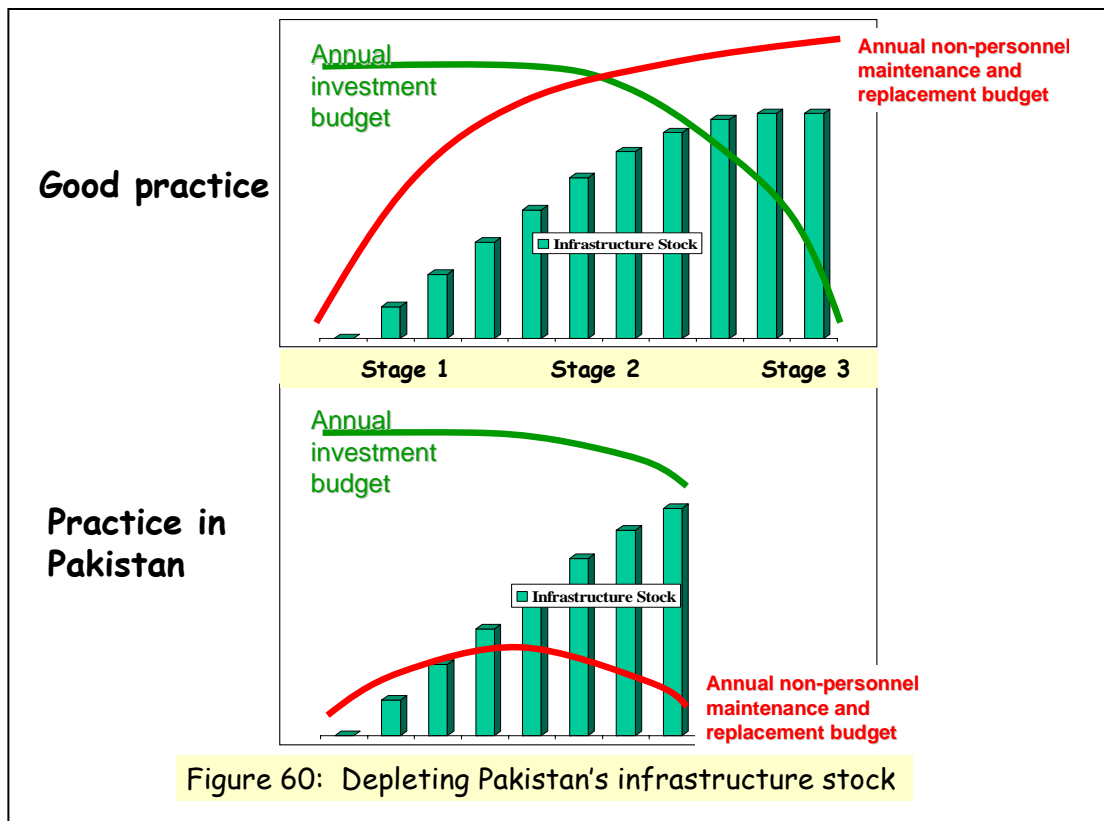 Annual
investment
budget
Annual non-personnel
maintenance and
replacement budget
Good practice
Infrastructure Stock
Stage 1 Stage 2 Stage 3
Annual
investment
budget
Practice in
Pakistan
Infrastructure Stock
Annual non-personnel
maintenance and
replacement budget
Figure 60: Depleting Pakistan's infrastructure stock